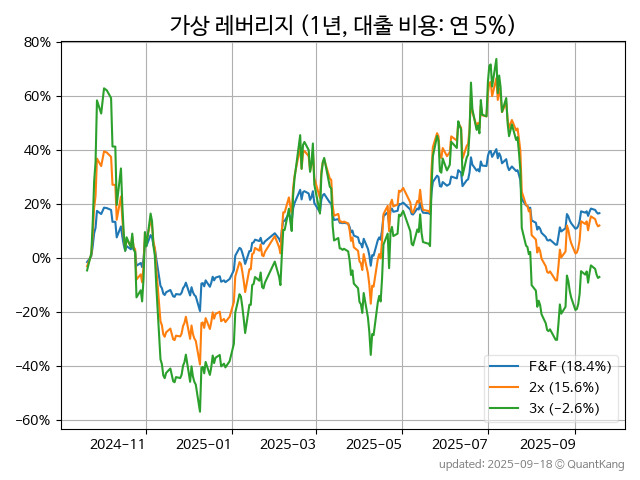 가상 레버리지 (1년, 대출 비용: 연 5%)
80%
60%
40%
20%
0%
−20%
−40%
−60%
2024-11
2025-01
2025-03
2025-05
2025-07
2025-09
F&F (18.4%)
2x (15.6%)
3x (−2.6%)
updated: 2025-09-18 © QuantKang